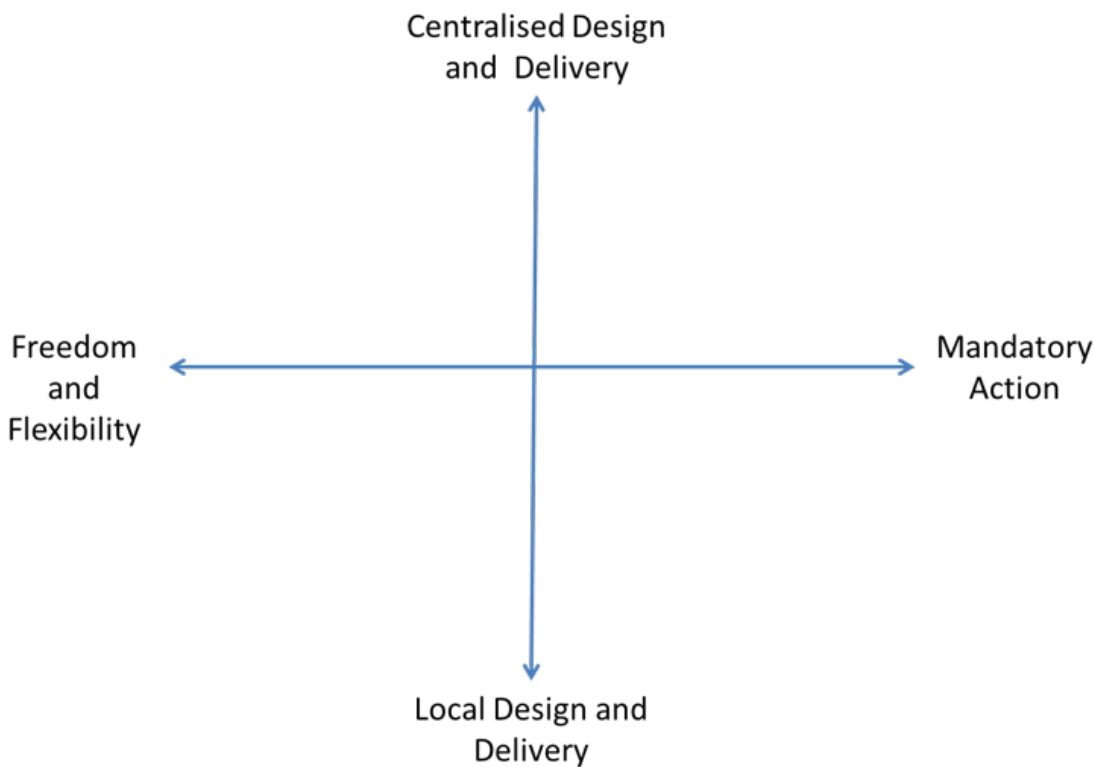 Centralised Design
and Delivery
Freedom
and
Flexibility
Mandatory
Action
Local Design and
Delivery